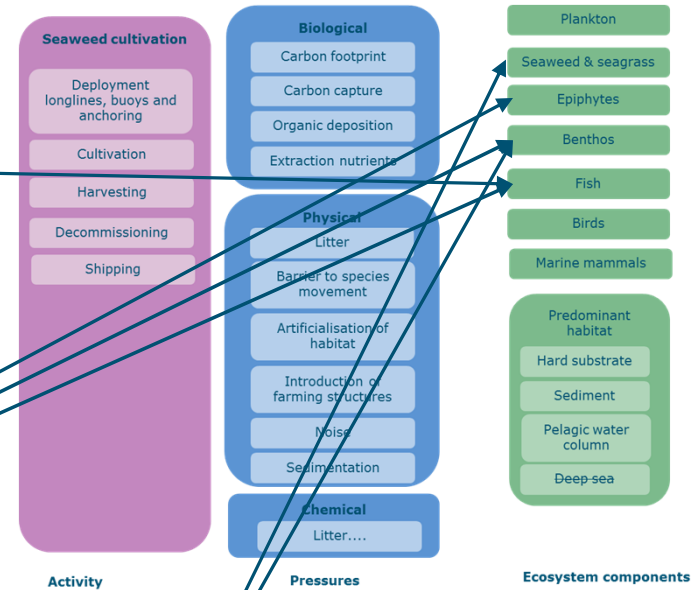 Seaweed cultivation
Deployment
longlines, buoys and
anchoring
Cultivation
Harvesting
Decommissioning
Shipping
Activity
Biological
Carbon footprint
Carbon capture
Organic deposition
Extraction nutrients
Physical
Litter
Barrier to species
movement
Artificialisation of
habitat
Introduction of
farming structures
Noise
Sedimentation
Chemical
Litter....
Pressures
Plankton
Seaweed & seagrass
Epiphytes
Benthos
Fish
Birds
Marine mammals
Predominant
habitat
Hard substrate
Sediment
Pelagic water
column
Deep sea
Ecosystem components